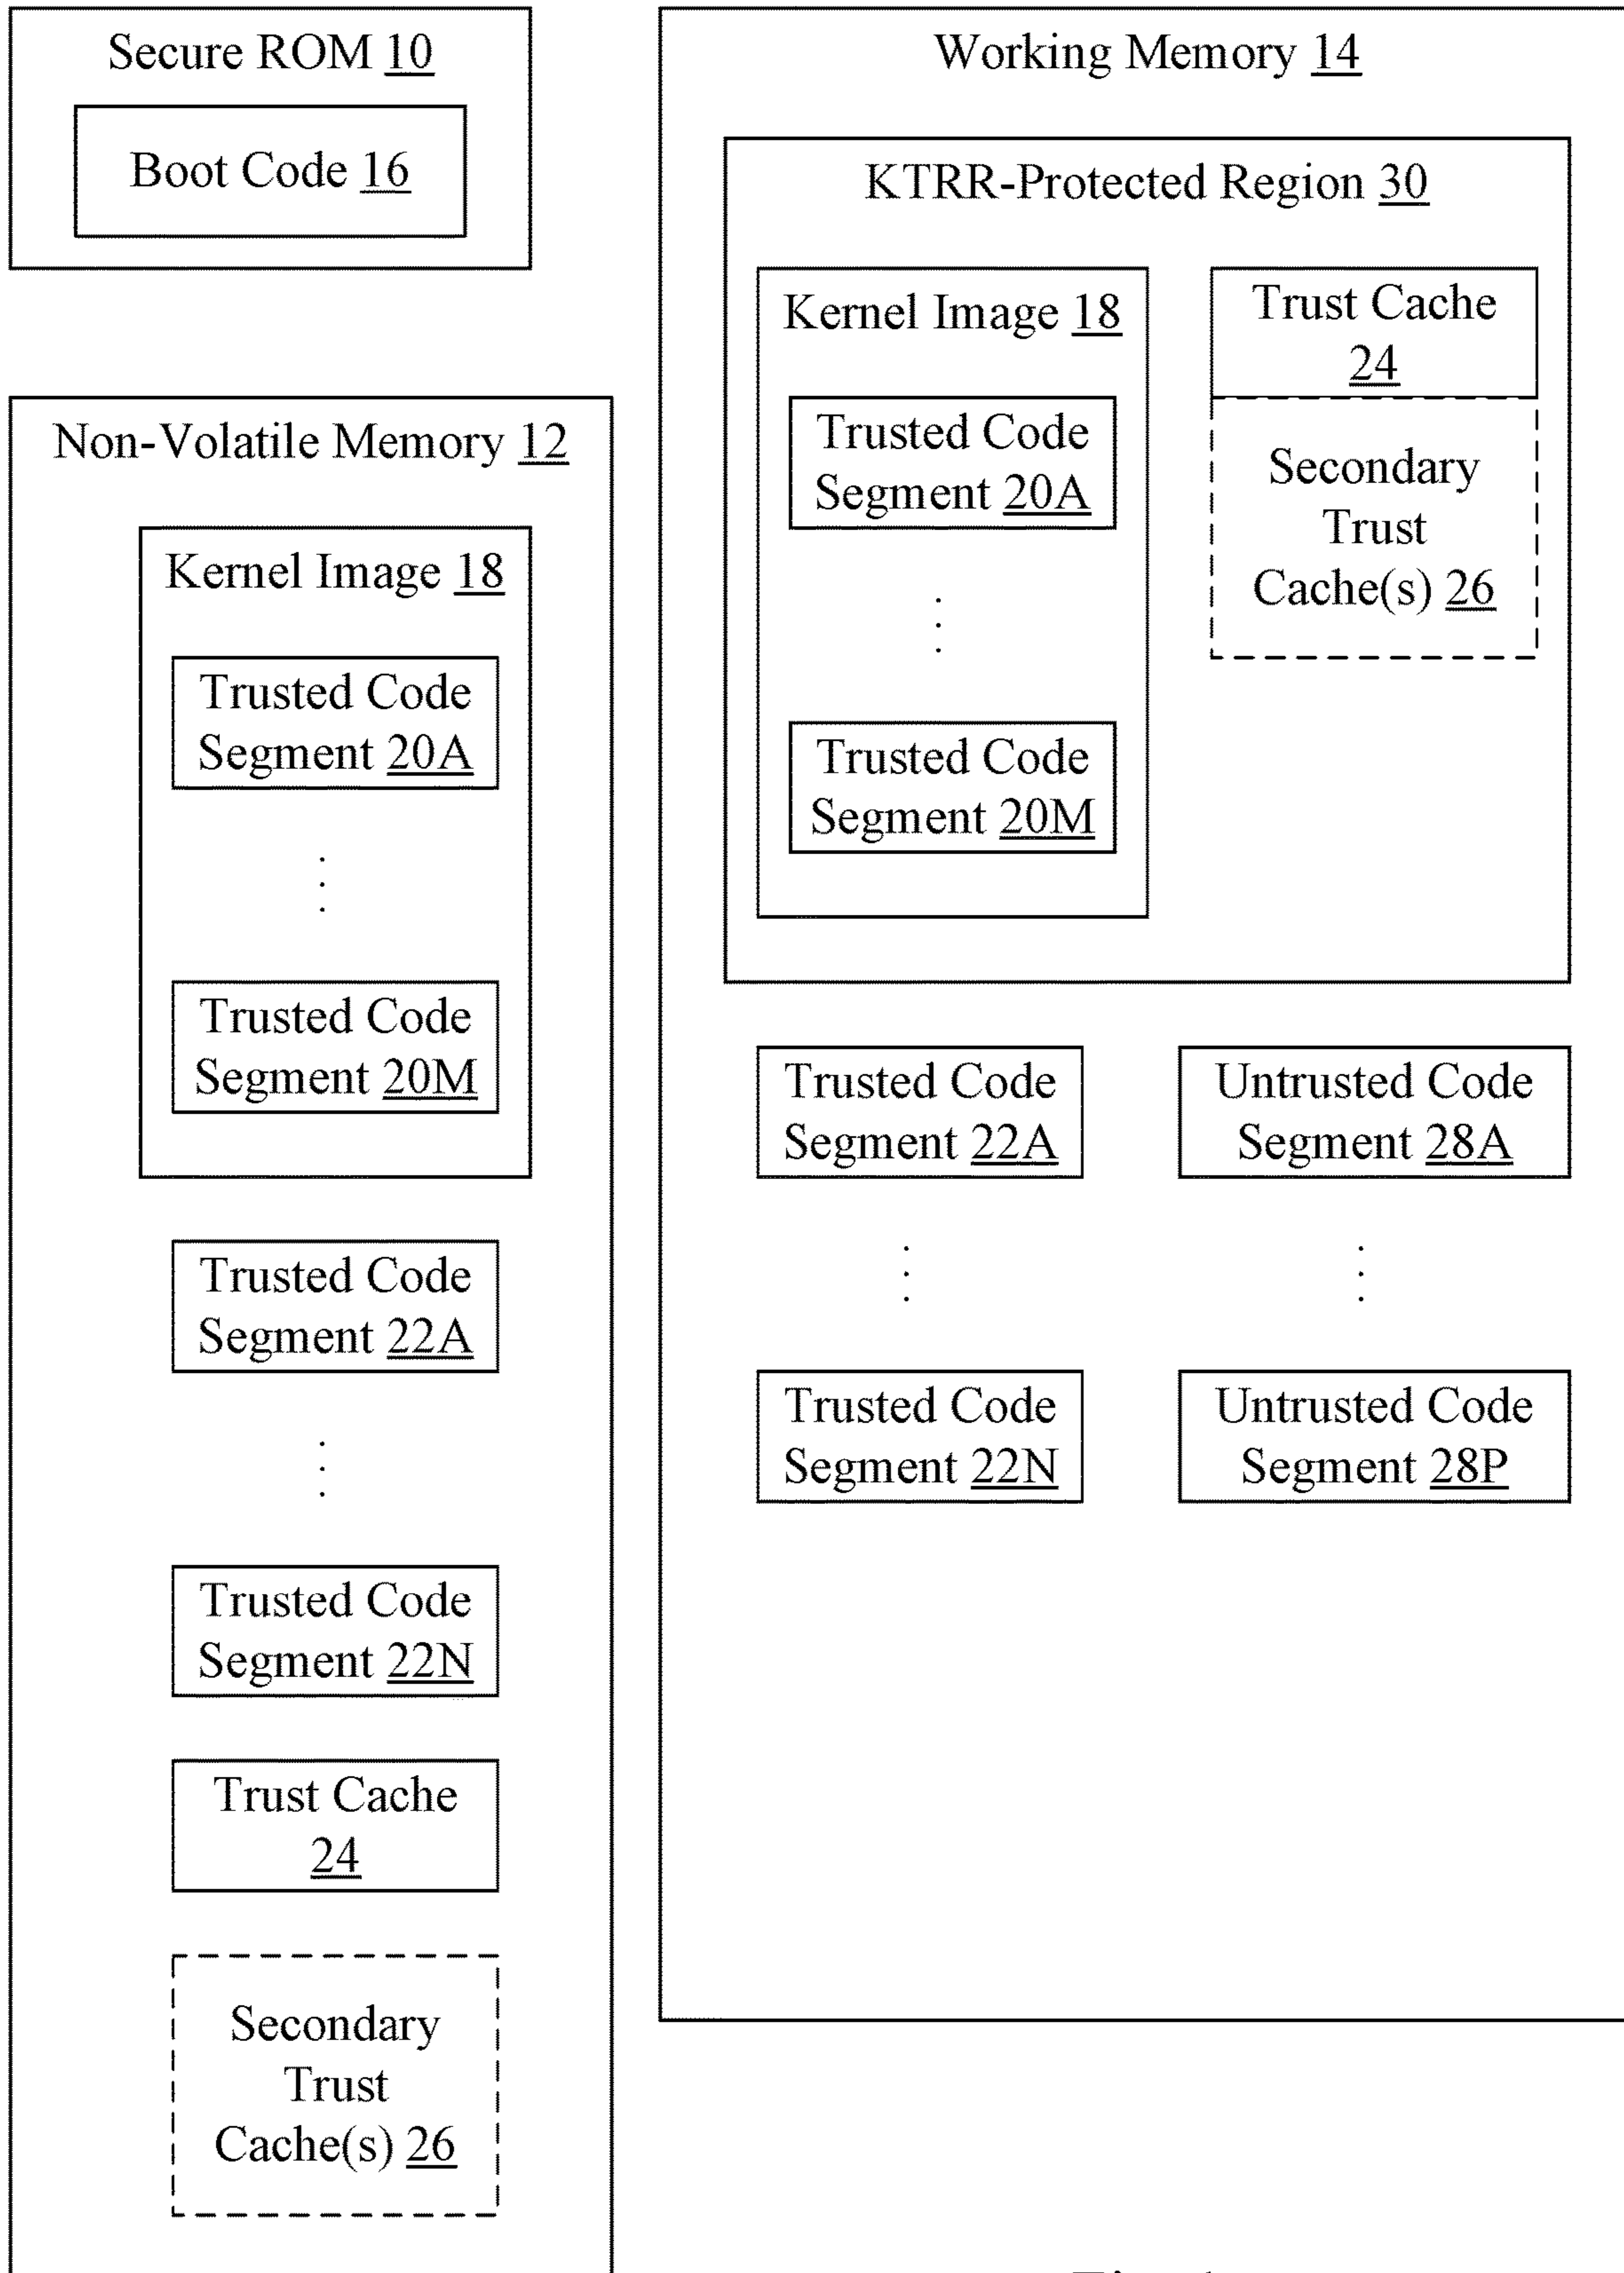 Secure ROM 10
Boot Code 16
Non-Volatile Memory 12
Kernel Image 18
Trusted Code
Segment 20A
Trusted Code
Segment 20M
Trusted Code
Segment 22A
Trusted Code
Segment 22N
Trust Cache
24
Secondary
Trust
Cache(s) 26
Working Memory 14
KTRR-Protected Region 30
Kernel Image 18
Trusted Code
Segment 20A
Trusted Code
Segment 20M
Trust Cache
24
Secondary
Trust
Cache(s) 26
Trusted Code
Segment 22A
Trusted Code
Segment 22N
Untrusted Code
Segment 28A
Untrusted Code
Segment 28P